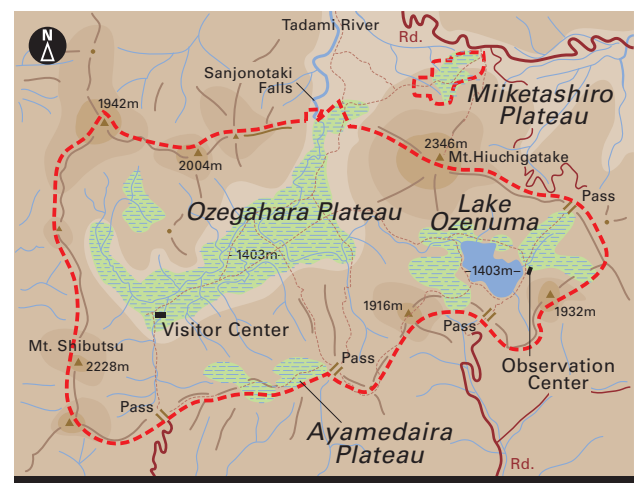 N
Tadami River
Rd.
Sanjonotaki
Falls
Miiketashiro
Plateau
1942m
2346m
Mt.Hiuchigatake
2004m
Pass
Lake
Ozenuma
Ozegahara Plateau
-1403m-
-1403m-
1916m
1932m
Visitor Center
Pass
Mt. Shibutsu
2228m
Pass
Observation
Center
Pass
Ayamedaira
Plateau
Rd.